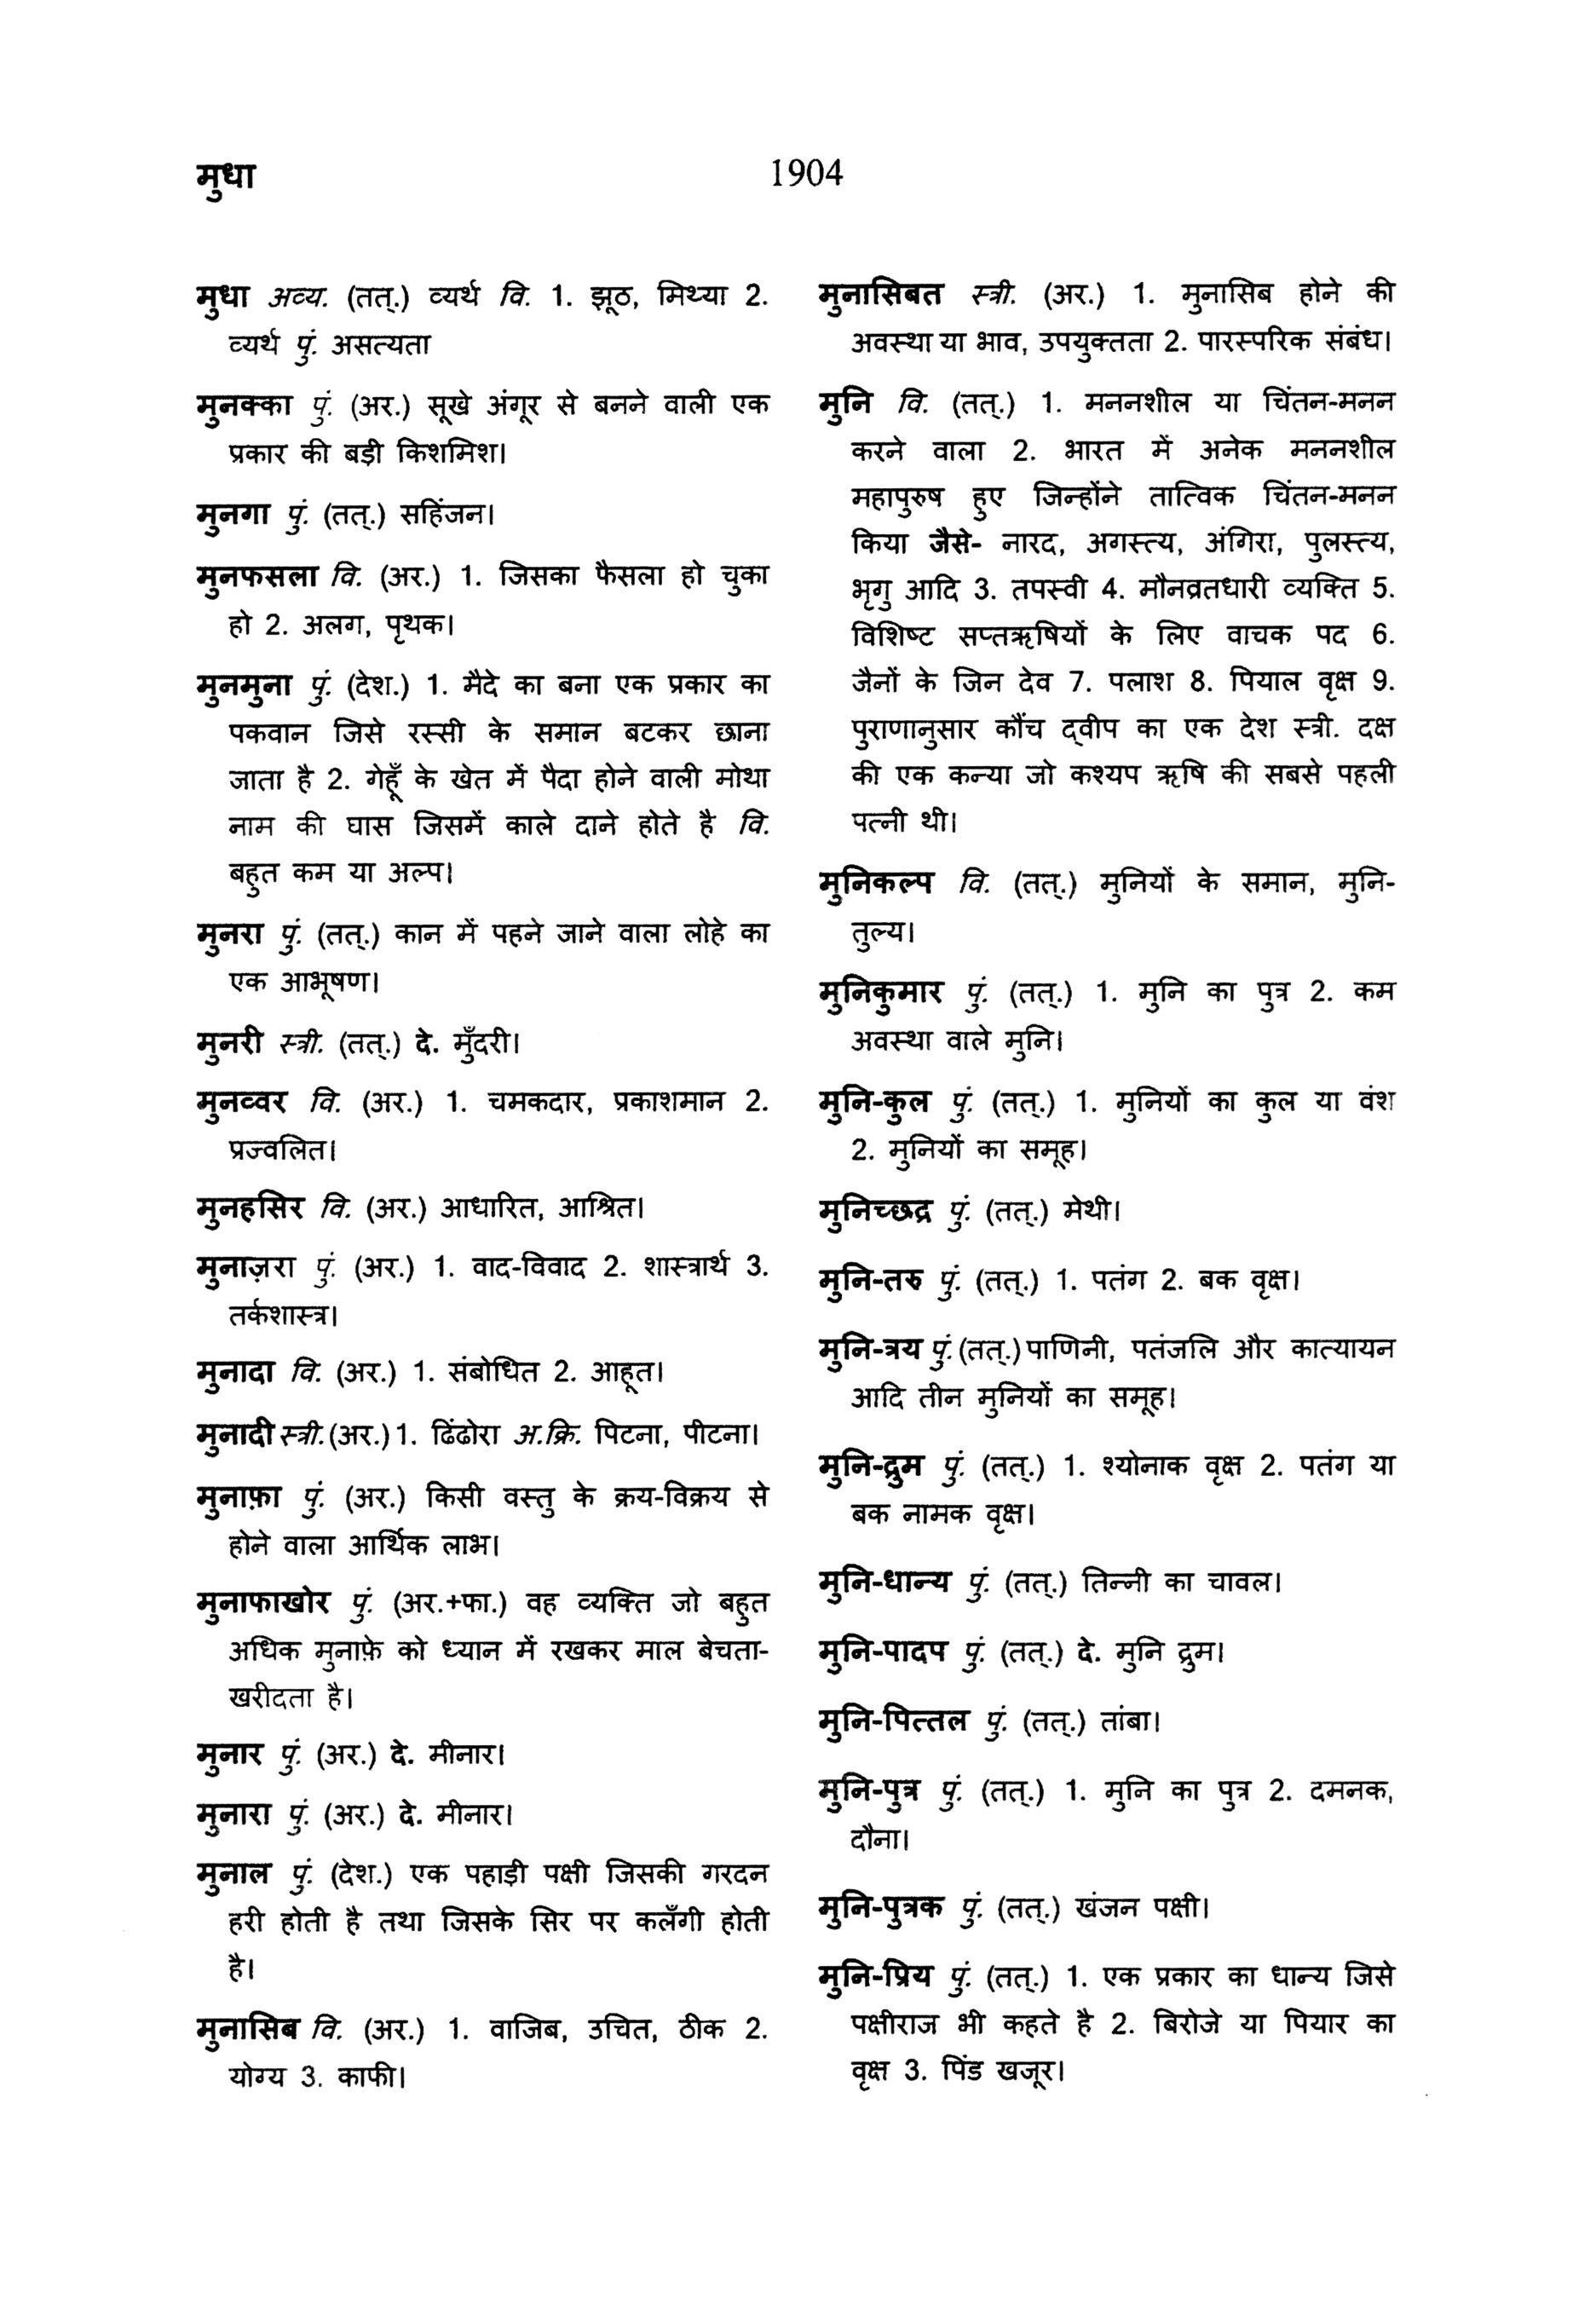 मुधा
1904
मुधा अव्य. (तत्.) व्यर्थ वि. 1. झूठ, मिथ्या 2.
व्यर्थ पुं. असत्यता
मुनक्का पुं. (अर.) सूखे अंगूर से बनने वाली एक
प्रकार की बड़ी किशमिश।
मुनगा पुं. (तत्.) सहिंजन।
मुनफसला वि. (अर.) 1. जिसका फैसला हो चुका
हो 2. अलग, पृथक।
मुनमुना पुं. (देश.) 1. मैदे का बना एक प्रकार का
पकवान जिसे रस्सी के समान बटकर छाना
जाता है 2. गेहूँ के खेत में पैदा होने वाली मोथा
नाम की घास जिसमें काले दाने होते है वि.
बहुत कम या अल्प।
मुनरा पुं. (तत्.) कान में पहने जाने वाला लोहे का
एक आभूषण।
मुनरी स्त्री. (तत्.) दे. मुँदरी।
मुनव्वर वि. (अर.) 1. चमकदार, प्रकाशमान 2.
प्रज्वलित।
मुनहसिर वि. (अर.) आधारित, आश्रित।
मुनाज़रा पुं. (अर.) 1. वाद-विवाद 2. शास्त्रार्थ 3.
तर्कशास्त्र।
मुनादा वि. (अर.) 1. संबोधित 2. आहूत।
मुनादी स्त्री. (अर.) 1. ढिंढोरा अ.क्रि. पिटना, पीटना।
मुनाफ़ा पुं. (अर.) किसी वस्तु के क्रय-विक्रय से
होने वाला आर्थिक लाभ।
मुनाफाखोर पुं. (अर.+फा.) वह व्यक्ति जो बहुत
अधिक मुनाफ़े को ध्यान में रखकर माल बेचता-
खरीदता है।
मुनार पुं. (अर.) दे. मीनार।
मुनारा पुं. (अर.) दे. मीनार।
मुनाल पुं. (देश.) एक पहाड़ी पक्षी जिसकी गरदन
हरी होती है तथा जिसके सिर पर कलँगी होती
है।
मुनासिब वि. (अर.) 1. वाजिब, उचित, ठीक 2.
योग्य 3. काफी।
मुनासिबत स्त्री. (अर.) 1. मुनासिब होने की
अवस्था या भाव, उपयुक्तता 2. पारस्परिक संबंध।
मुनि वि. (तत्.) 1. मननशील या चिंतन-मनन
करने वाला 2. भारत में अनेक मननशील
महापुरुष हुए जिन्होंने तात्विक चिंतन-मनन
किया जैसे- नारद, अगस्त्य, अंगिरा, पुलस्त्य,
भृगु आदि 3. तपस्वी 4. मौनव्रतधारी व्यक्ति 5.
विशिष्ट सप्तऋषियों के लिए वाचक पद 6.
जैनों के जिन देव 7. पलाश 8. पियाल वृक्ष 9.
पुराणानुसार कौंच द्वीप का एक देश स्त्री. दक्ष
की एक कन्या जो कश्यप ऋषि की सबसे पहली
पत्नी थी।
मुनिकल्प वि. (तत्.) मुनियों के समान, मुनि-
तुल्य।
मुनिकुमार पुं. (तत्.) 1. मुनि का पुत्र 2. कम
अवस्था वाले मुनि।
मुनि-कुल पुं. (तत्.) 1. मुनियों का कुल या वंश
2. मुनियों का समूह।
मुनिच्छद्र पुं. (तत्.) मेथी।
मुनि-तरु पुं. (तत्.) 1. पतंग 2. बक वृक्ष।
मुनि-त्रय पुं. (तत्.) पाणिनी, पतंजलि और कात्यायन
आदि तीन मुनियों का समूह।
मुनि-द्रुम पुं. (तत्.) 1. श्योनाक वृक्ष 2. पतंग या
बक नामक वृक्ष।
मुनि-धान्य पुं. (तत्.) तिन्नी का चावल।
मुनि-पादप पुं. (तत्.) दे. मुनि द्रुम।
मुनि-पित्तल पुं. (तत्.) तांबा।
मुनि-पुत्र पुं. (तत्.) 1. मुनि का पुत्र 2. दमनक,
दौना।
मुनि-पुत्रक पुं. (तत्.) खंजन पक्षी।
मुनि-प्रिय पुं. (तत्.) 1. एक प्रकार का धान्य जिसे
पक्षीराज भी कहते है 2. बिरोजे या पियार का
वृक्ष 3. पिंड खजूर।